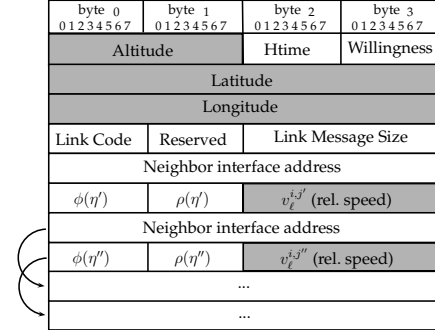 byte 0 byte 1 byte 2 byte 3
0 1 2 3 4 5 6 7 0 1 2 3 4 5 6 7 0 1 2 3 4 5 6 7 0 1 2 3 4 5 6 7
Altitude Htime Willingness
Latitude
Longitude
Link Code Reserved Link Message Size
Neighbor interface address
ϕ(η′) ρ(η′) v_ℓ^{i,j′} (rel. speed)
Neighbor interface address
ϕ(η″) ρ(η″) v_ℓ^{i,j″} (rel. speed)
...
...